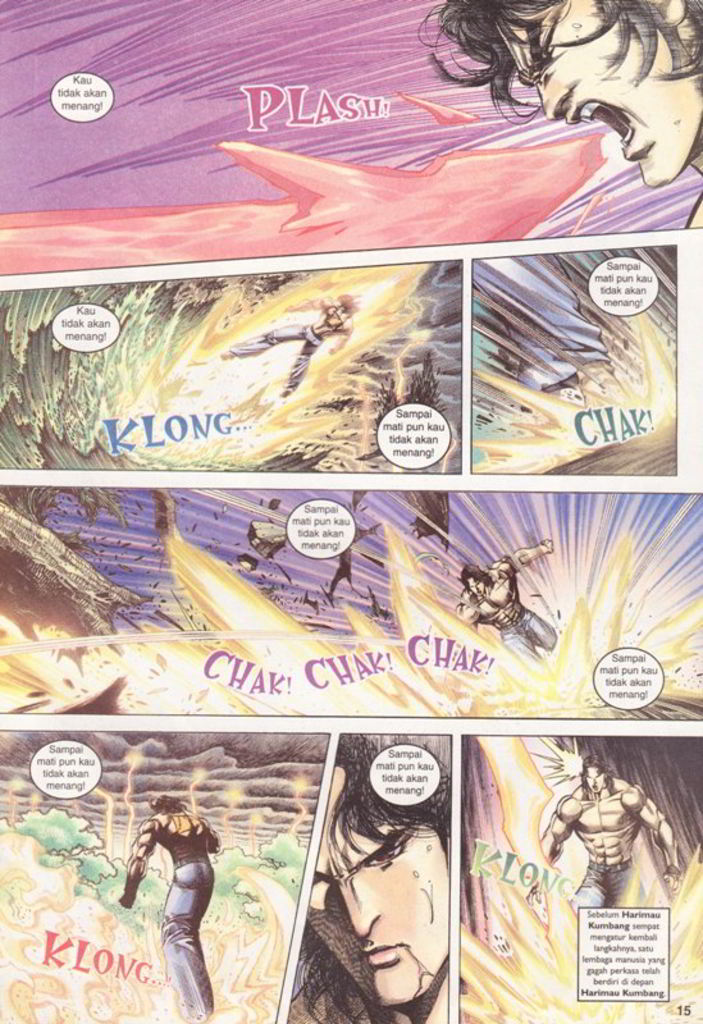 Kau
tidak akan
menang!
PLASH!
Kau
tidak akan
menang!
KLONG...
Sampai
mati pun kau
tidak akan
menang!
Sampai
mati pun kau
tidak akan
menang!
CHAK!
Sampai
mati pun kau
tidak akan
menang!
CHAK! CHAK! CHAK!
Sampai
mati pun kau
tidak akan
menang!
Sampai
mati pun kau
tidak akan
menang!
KLONG...
Sampai
mati pun kau
tidak akan
menang!
KLONG...
Sebelum Harimau
Kumbang sempat
mengatur kembali
langkahnya, satu
lembaga manusia yang
gagah perkasa telah
berdiri di depan
Harimau Kumbang.
15